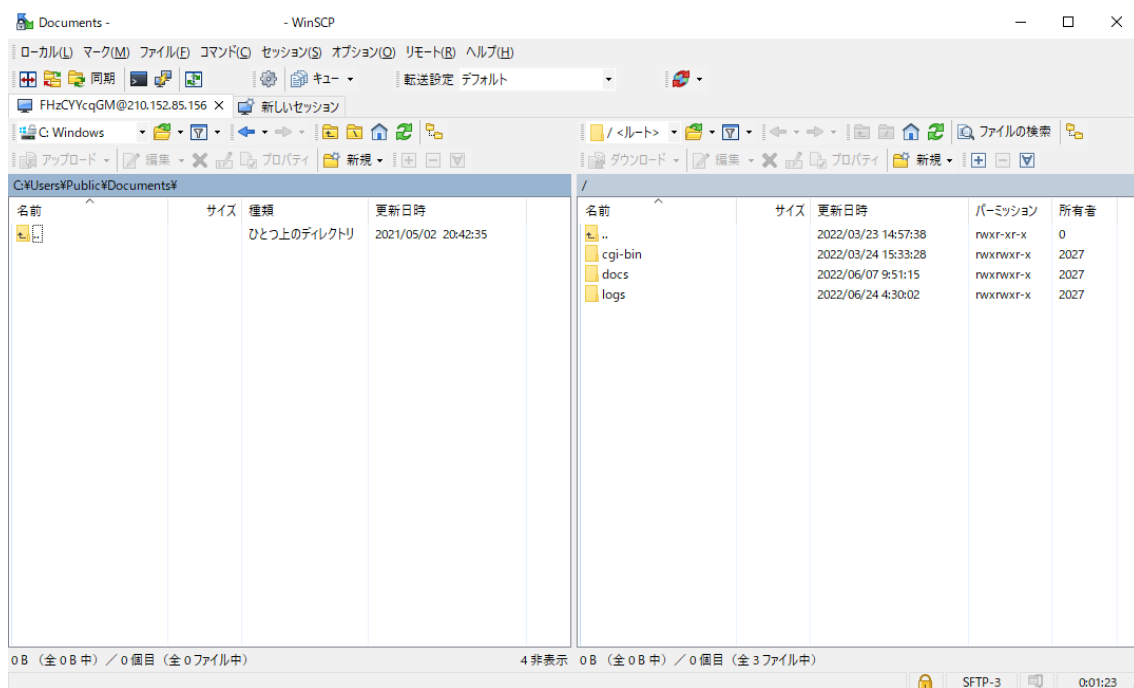 Documents - - WinSCP
ローカル(L) マーク(M) ファイル(F) コマンド(C) セッション(S) オプション(O) リモート(R) ヘルプ(H)
同期 キュー 転送設定 デフォルト
FHzCYYcqGM@210.152.85.156 × 新しいセッション
C: Windows
アップロード 編集 プロパティ 新規
C:¥Users¥Public¥Documents¥
名前 サイズ 種類 更新日時
.. ひとつ上のディレクトリ 2021/05/02 20:42:35
/ <ルート> ファイルの検索
ダウンロード 編集 プロパティ 新規
/
名前 サイズ 更新日時 パーミッション 所有者
.. 2022/03/23 14:57:38 rwxr-xr-x 0
cgi-bin 2022/03/24 15:33:28 rwxrwxr-x 2027
docs 2022/06/07 9:51:15 rwxrwxr-x 2027
logs 2022/06/24 4:30:02 rwxrwxr-x 2027
0 B （全 0 B 中）／ 0 個目 （全 0 ファイル中） 4 非表示
0 B （全 0 B 中）／ 0 個目 （全 3 ファイル中）
SFTP-3 0:01:23